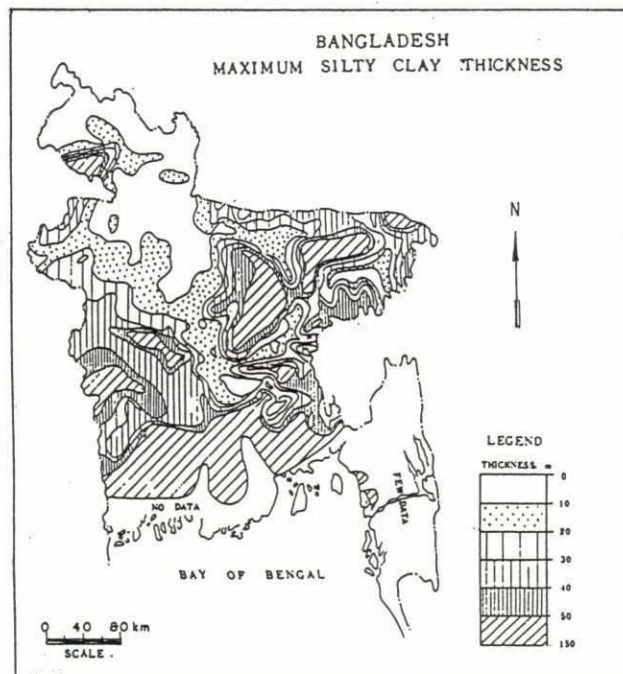 BANGLADESH
MAXIMUM SILTY CLAY THICKNESS
N
LEGEND
THICKNESS m
0
10
20
30
40
50
150
FEW DATA
NO DATA
BAY OF BENGAL
0 40 80 km
SCALE .